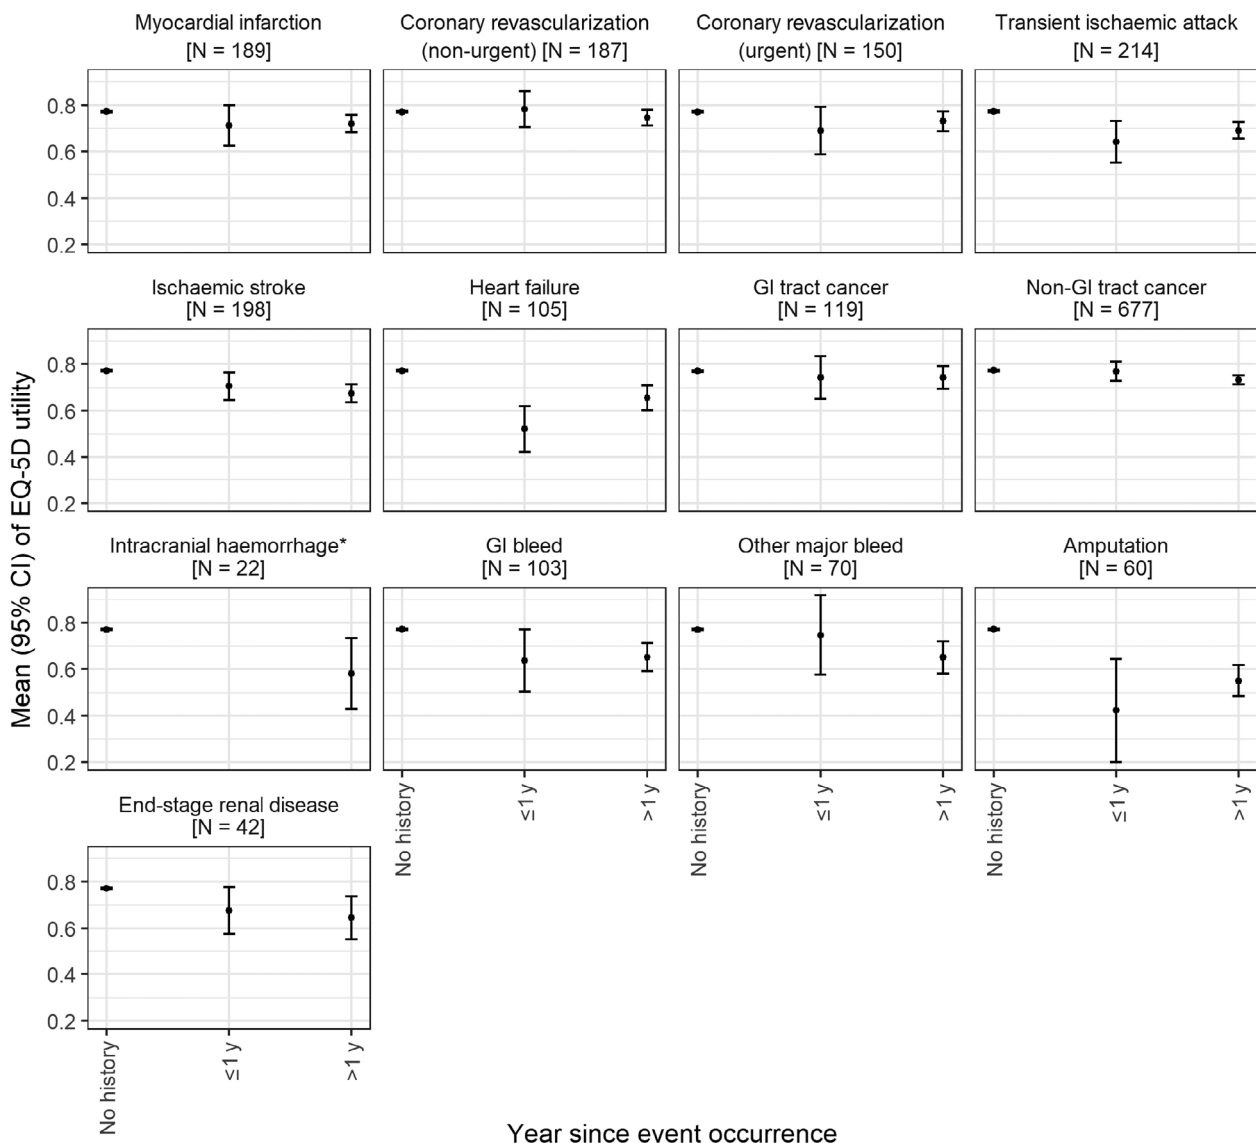 Myocardial infarction
[N = 189]
Coronary revascularization
(non-urgent) [N = 187]
Coronary revascularization
(urgent) [N = 150]
Transient ischaemic attack
[N = 214]
0.8
0.6
0.4
0.2
Ischaemic stroke
[N = 198]
Heart failure
[N = 105]
GI tract cancer
[N = 119]
Non-GI tract cancer
[N = 677]
0.8
0.6
0.4
0.2
Mean (95% CI) of EQ-5D utility
Intracranial haemorrhage*
[N = 22]
GI bleed
[N = 103]
Other major bleed
[N = 70]
Amputation
[N = 60]
0.8
0.6
0.4
0.2
No history
≤1 y
>1 y
No history
≤1 y
>1 y
No history
≤1 y
>1 y
End-stage renal disease
[N = 42]
0.8
0.6
0.4
0.2
No history
≤1 y
>1 y
Year since event occurrence